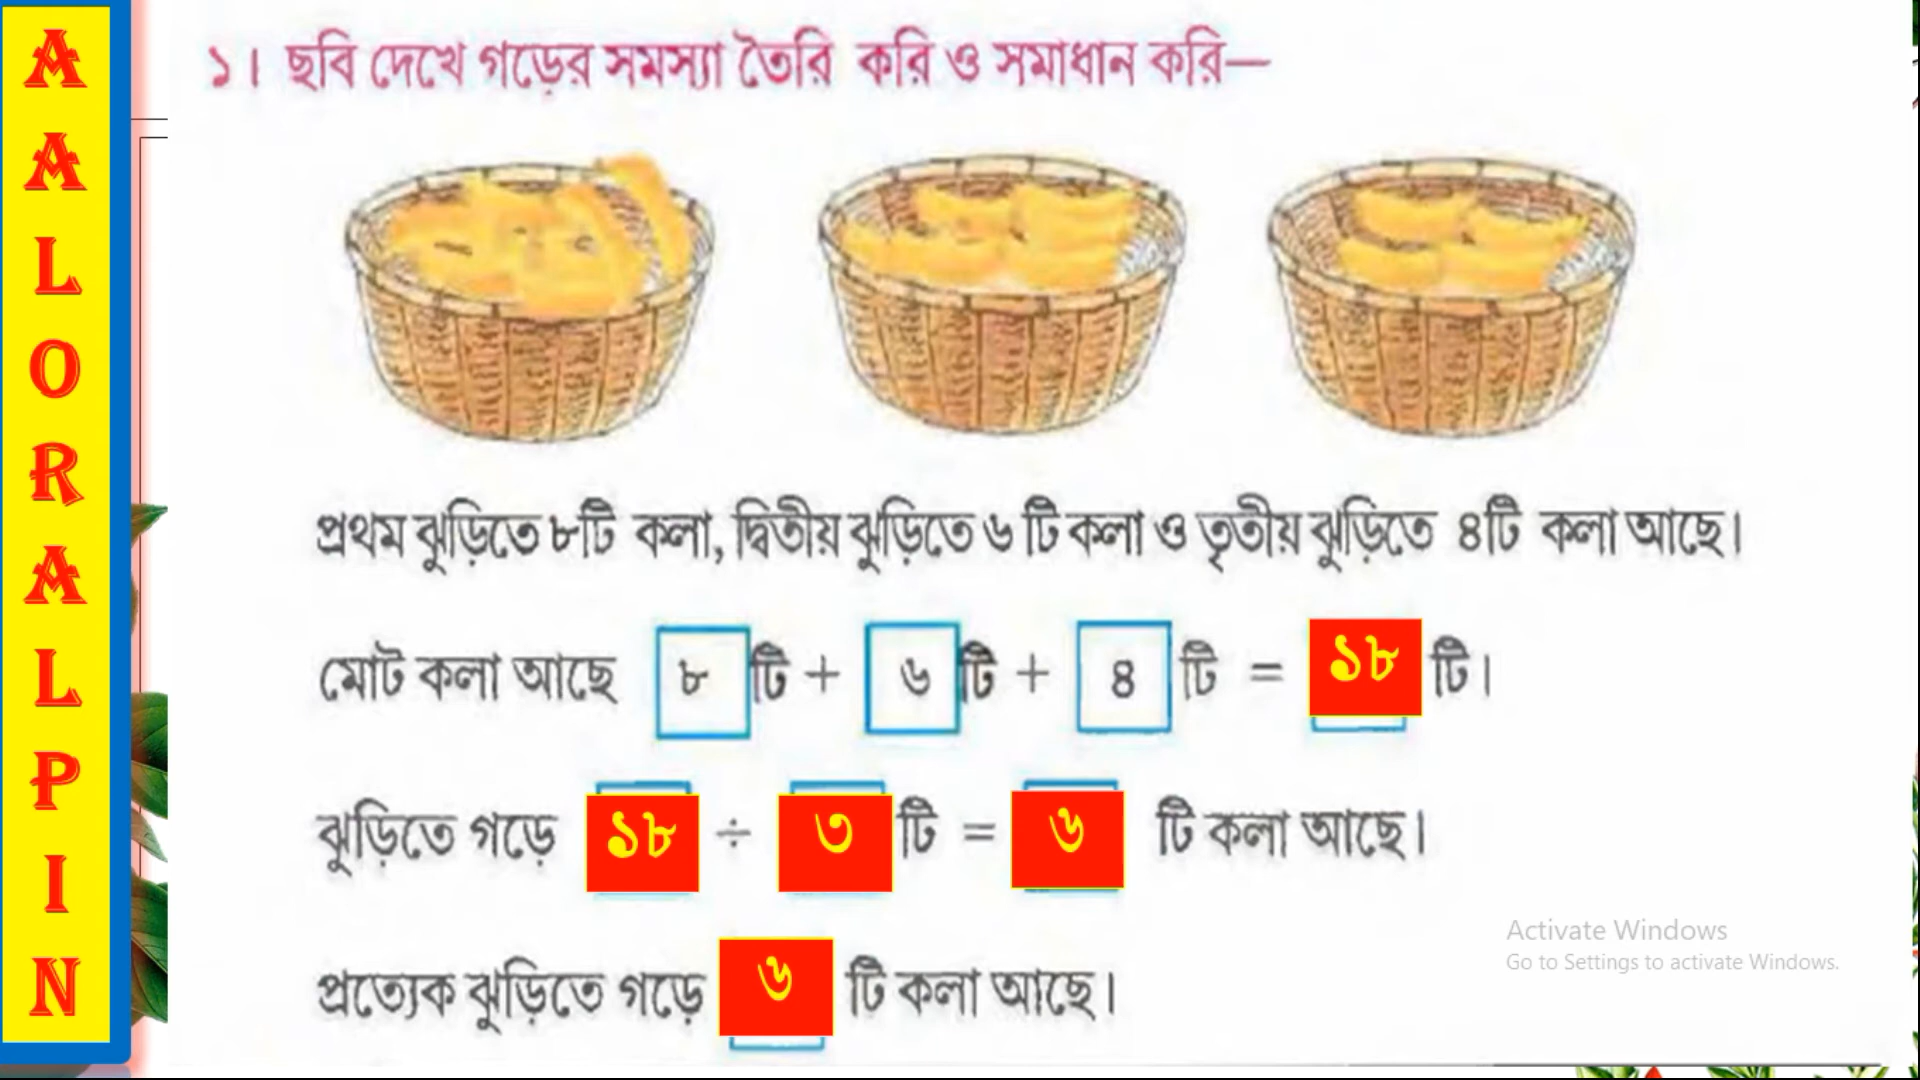 AALORALPIN
১। ছবি দেখে গড়ের সমস্যা তৈরি করি ও সমাধান করি—
প্রথম ঝুড়িতে ৮টি কলা, দ্বিতীয় ঝুড়িতে ৬ টি কলা ও তৃতীয় ঝুড়িতে ৪টি কলা আছে।
মোট কলা আছে ৮ টি + ৬ টি + ৪ টি = ১৮ টি।
ঝুড়িতে গড়ে ১৮ ÷ ৩ টি = ৬ টি কলা আছে।
প্রত্যেক ঝুড়িতে গড়ে ৬ টি কলা আছে।
Activate Windows
Go to Settings to activate Windows.